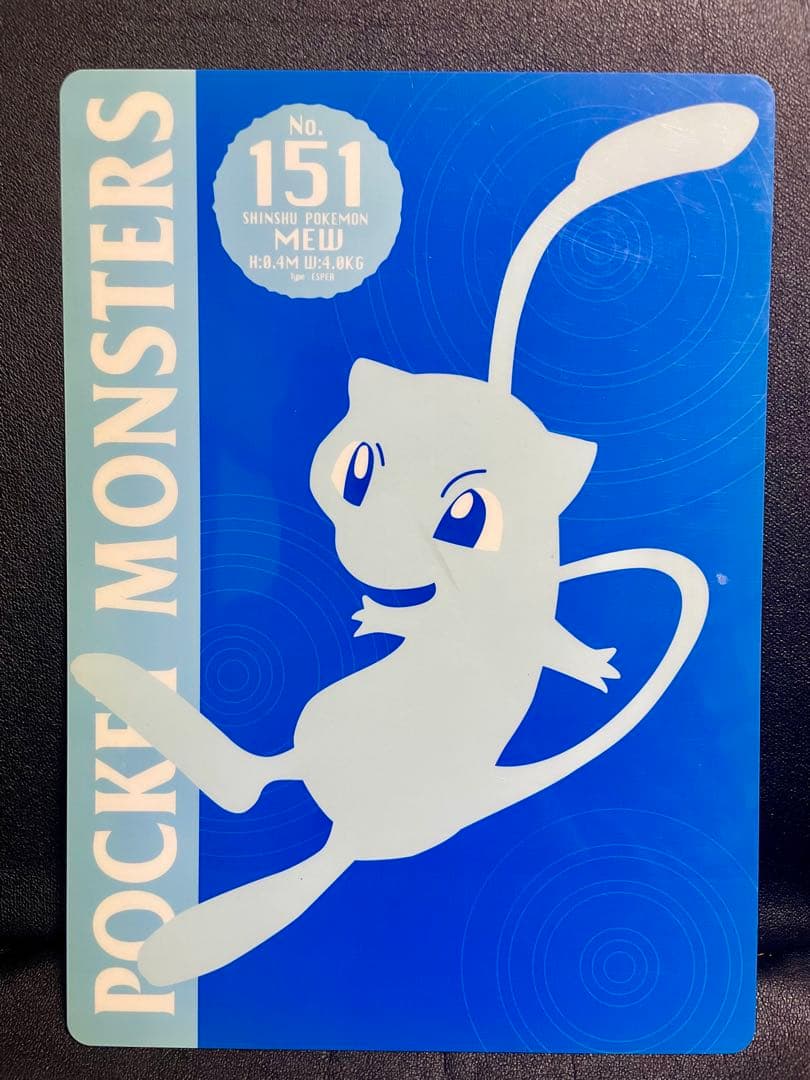 POCKET MONSTERS
No.
151
SHINSHU POKEMON
MEW
H:0.4M W:4.0KG
Type ESPER